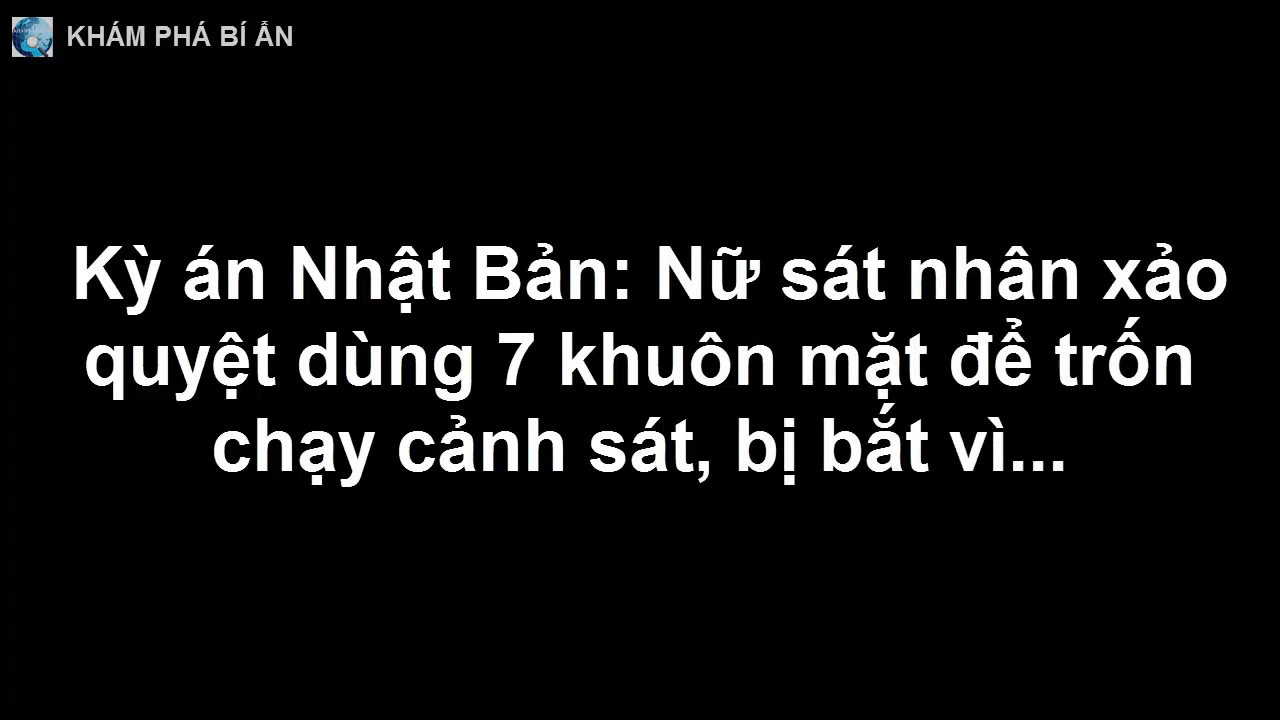 KHÁM PHÁ BÍ ẨN
Kỳ án Nhật Bản: Nữ sát nhân xảo
quyệt dùng 7 khuôn mặt để trốn
chạy cảnh sát, bị bắt vì...